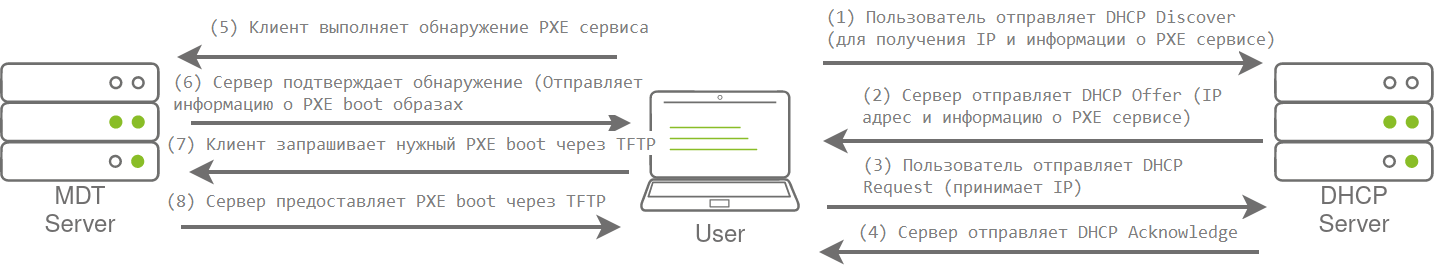 (5) Клиент выполняет обнаружение PXE сервиса
(6) Сервер подтверждает обнаружение (Отправляет
информацию о PXE boot образах
(7) Клиент запрашивает нужный PXE boot через TFTP
(8) Сервер предоставляет PXE boot через TFTP
MDT
Server
User
(1) Пользователь отправляет DHCP Discover
(для получения IP и информации о PXE сервисе)
(2) Сервер отправляет DHCP Offer (IP
адрес и информацию о PXE сервисе)
(3) Пользователь отправляет DHCP
Request (принимает IP)
(4) Сервер отправляет DHCP Acknowledge
DHCP
Server